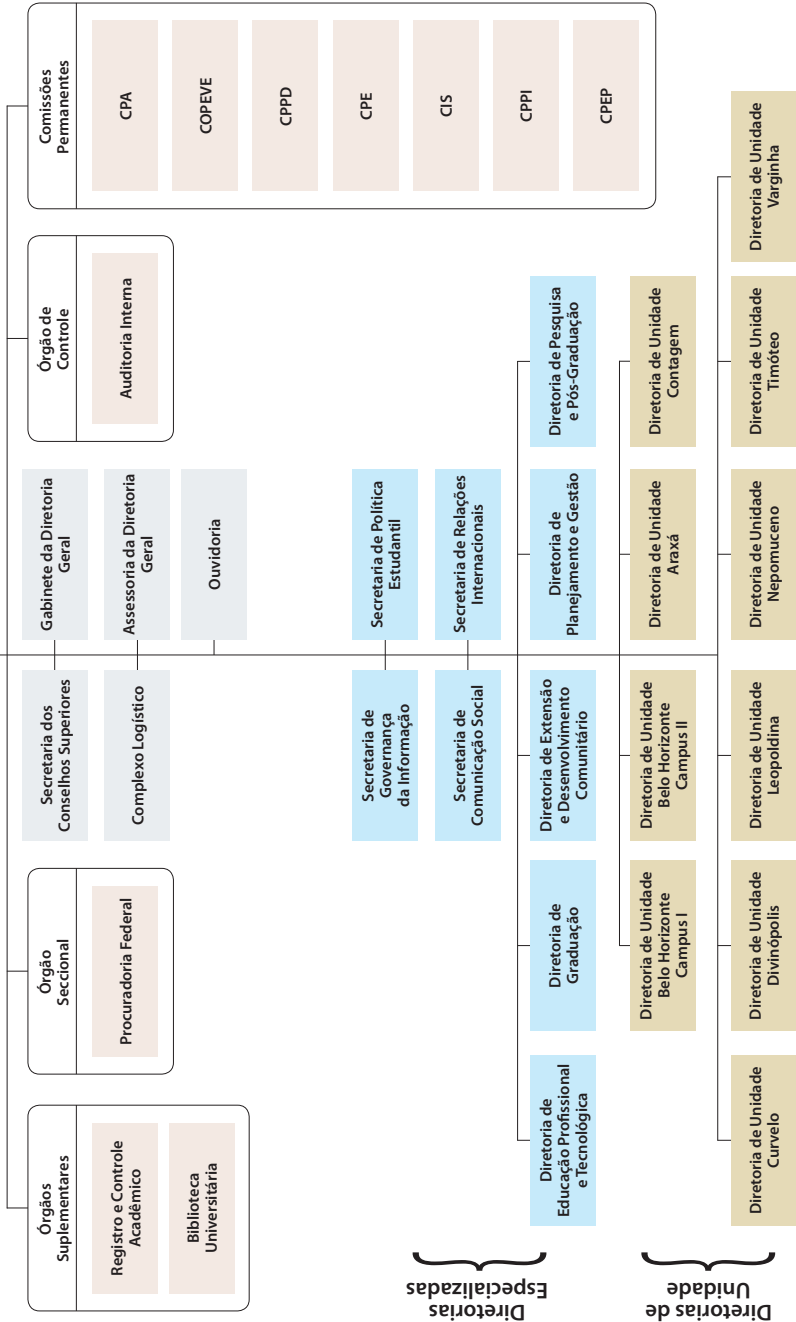 Órgãos
Suplementares
Registro e Controle
Acadêmico
Biblioteca
Universitária
Órgão
Seccional
Procuradoria Federal
Secretaria dos
Conselhos Superiores
Complexo Logístico
Gabinete da Diretoria
Geral
Assessoria da Diretoria
Geral
Ouvidoria
Órgão de
Controle
Auditoria Interna
Comissões
Permanentes
CPA
COPEVE
CPPD
CPE
CIS
CPPI
CPEP
Diretorias
Especializadas
Secretaria de
Governança
da Informação
Secretaria de Política
Estudantil
Secretaria de
Comunicação Social
Secretaria de Relações
Internacionais
Diretoria de
Educação Profissional
e Tecnológica
Diretoria de
Graduação
Diretoria de Extensão
e Desenvolvimento
Comunitário
Diretoria de
Planejamento e Gestão
Diretoria de Pesquisa
e Pós-Graduação
Diretorias de
Unidade
Diretoria de Unidade
Belo Horizonte
Campus I
Diretoria de Unidade
Belo Horizonte
Campus II
Diretoria de Unidade
Araxá
Diretoria de Unidade
Contagem
Diretoria de Unidade
Curvelo
Diretoria de Unidade
Divinópolis
Diretoria de Unidade
Leopoldina
Diretoria de Unidade
Nepomuceno
Diretoria de Unidade
Timóteo
Diretoria de Unidade
Varginha